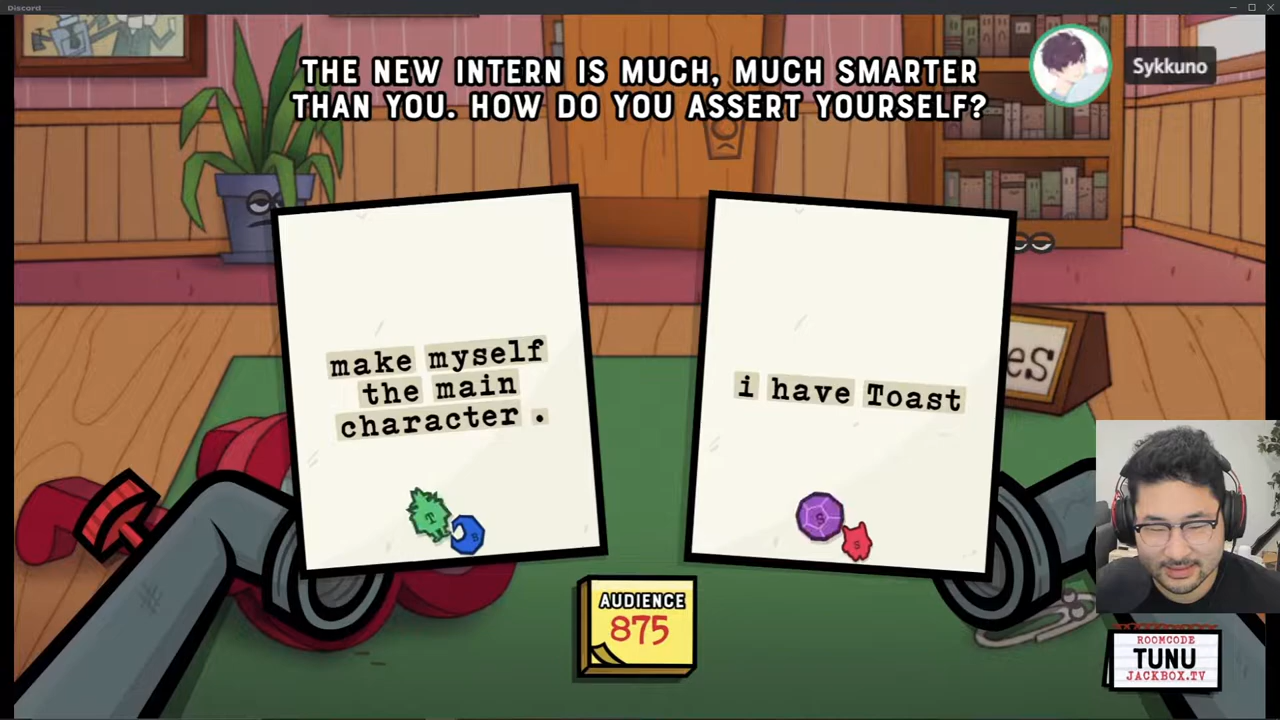 Discord
THE NEW INTERN IS MUCH, MUCH SMARTER
THAN YOU. HOW DO YOU ASSERT YOURSELF?
Sykkuno
make myself
the main
character .
i have Toast
es
T
S
S
S
AUDIENCE
875
ROOMCODE
TUNU
JACKBOX.TV